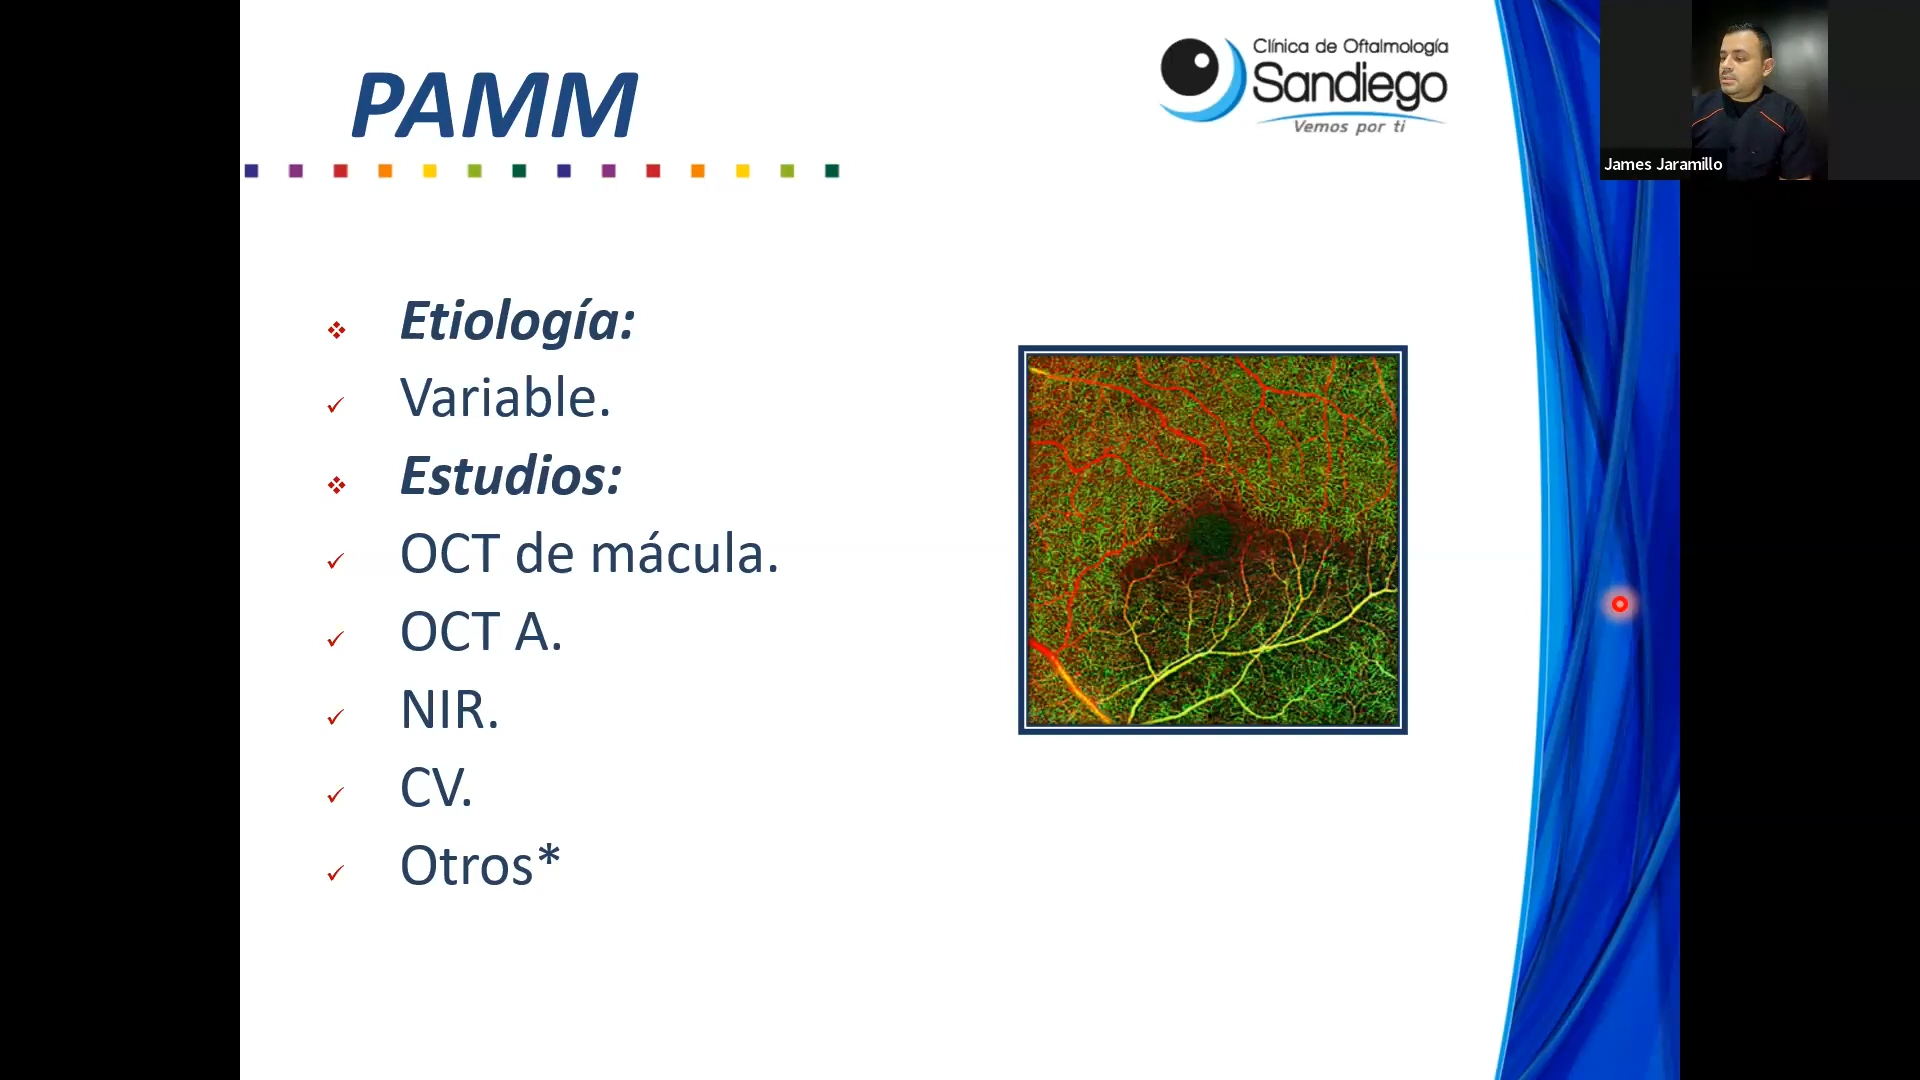 PAMM
Clínica de Oftalmología
Sandiego
Vemos por ti
James Jaramillo
Etiología:
Variable.
Estudios:
OCT de mácula.
OCT A.
NIR.
CV.
Otros*